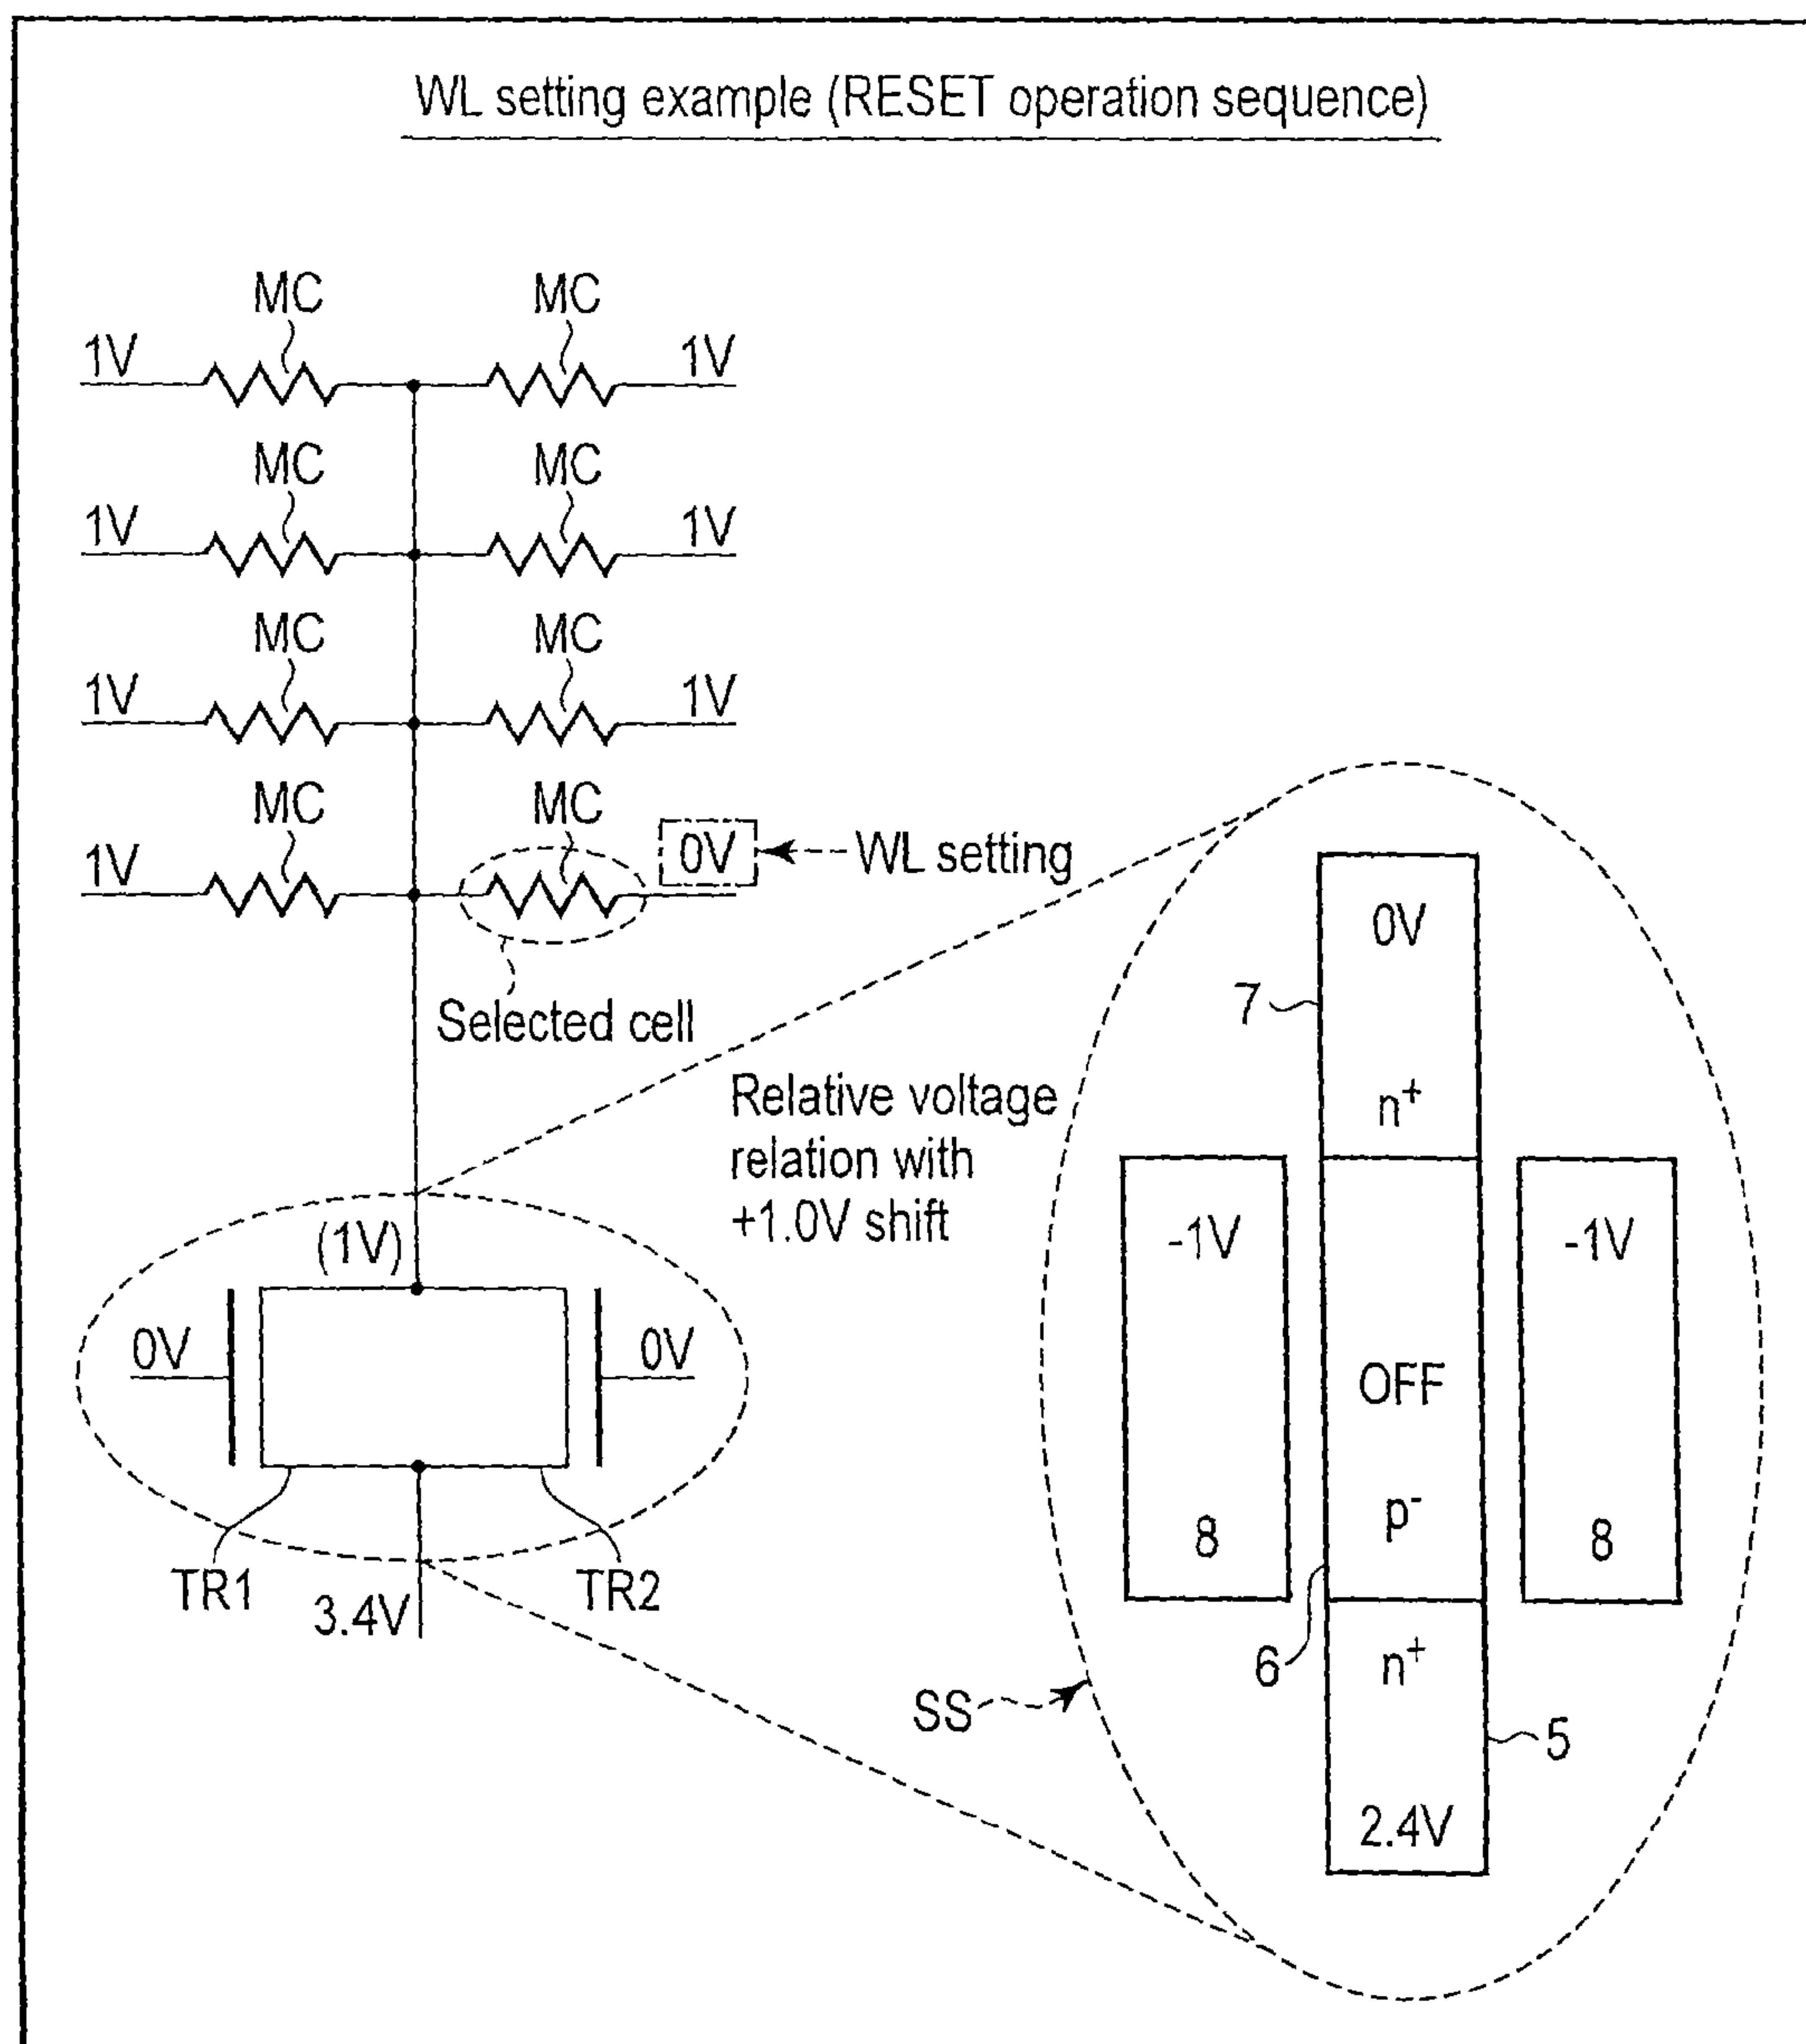 WL setting example (RESET operation sequence)
MC MC
1V 1V
MC MC
1V 1V
MC MC
1V 1V
MC MC
1V 0V WL setting
Selected cell
Relative voltage
relation with
+1.0V shift
(1V)
0V 0V
TR1 TR2
3.4V
0V
7
n+
-1V -1V
OFF
p-
8 8
6
n+
SS
5
2.4V